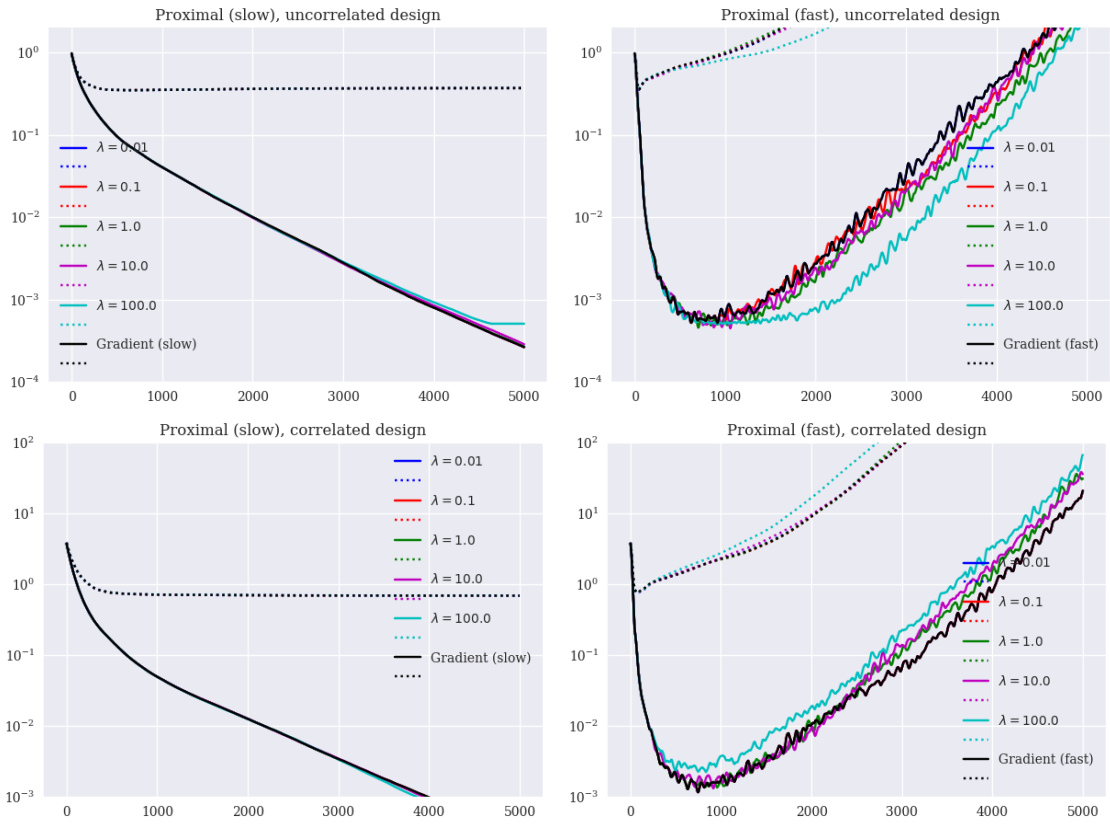 Proximal (slow), uncorrelated design
10⁰
10⁻¹
10⁻²
10⁻³
10⁻⁴
λ = 0.01
λ = 0.1
λ = 1.0
λ = 10.0
λ = 100.0
Gradient (slow)
0 1000 2000 3000 4000 5000
Proximal (fast), uncorrelated design
10⁰
10⁻¹
10⁻²
10⁻³
10⁻⁴
λ = 0.01
λ = 0.1
λ = 1.0
λ = 10.0
λ = 100.0
Gradient (fast)
0 1000 2000 3000 4000 5000
Proximal (slow), correlated design
10²
10¹
10⁰
10⁻¹
10⁻²
10⁻³
λ = 0.01
λ = 0.1
λ = 1.0
λ = 10.0
λ = 100.0
Gradient (slow)
0 1000 2000 3000 4000 5000
Proximal (fast), correlated design
10²
10¹
10⁰
10⁻¹
10⁻²
10⁻³
λ = 0.01
λ = 0.1
λ = 1.0
λ = 10.0
λ = 100.0
Gradient (fast)
0 1000 2000 3000 4000 5000